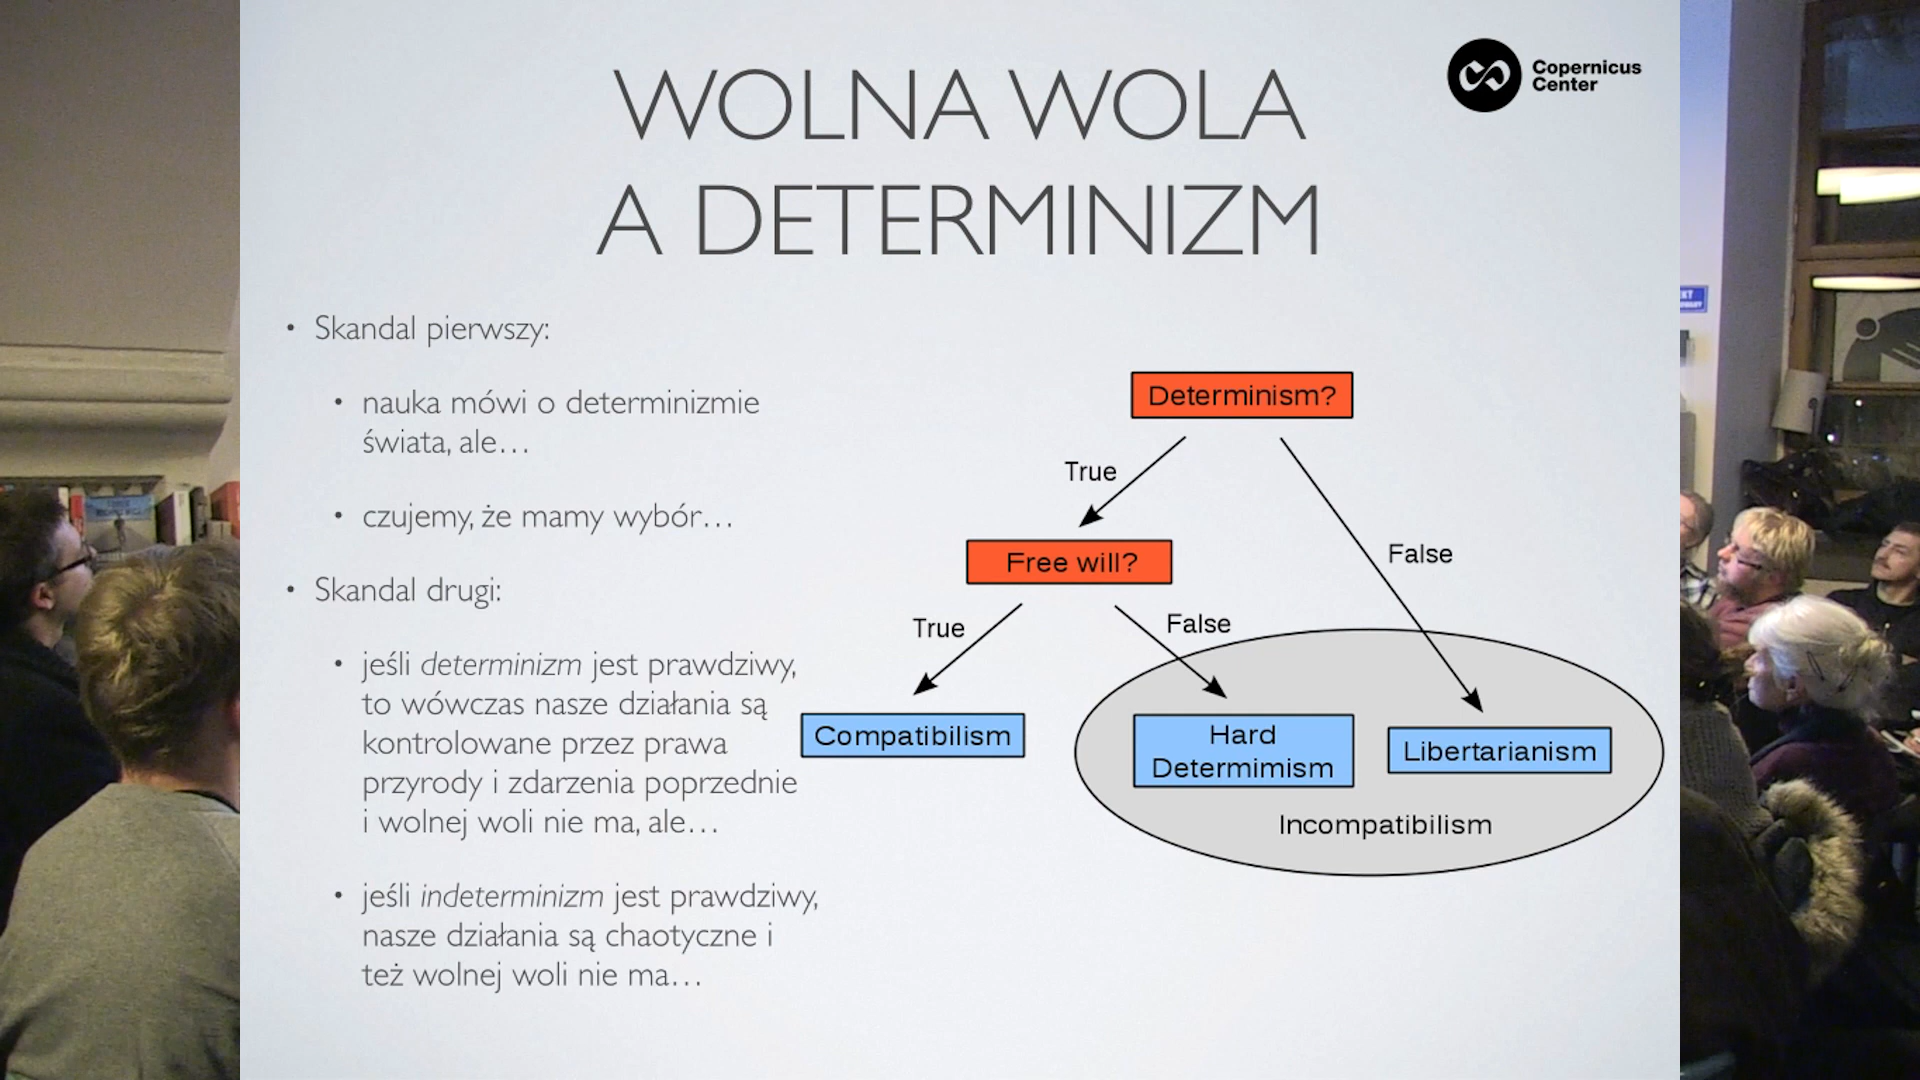 WOLNA WOLA
A DETERMINIZM
Copernicus
Center
• Skandal pierwszy:
• nauka mówi o determinizmie
świata, ale…
• czujemy, że mamy wybór…
• Skandal drugi:
• jeśli determinizm jest prawdziwy,
to wówczas nasze działania są
kontrolowane przez prawa
przyrody i zdarzenia poprzednie
i wolnej woli nie ma, ale…
• jeśli indeterminizm jest prawdziwy,
nasze działania są chaotyczne i
też wolnej woli nie ma…
Determinism?
True
False
Free will?
True
False
Compatibilism
Hard
Determimism
Libertarianism
Incompatibilism